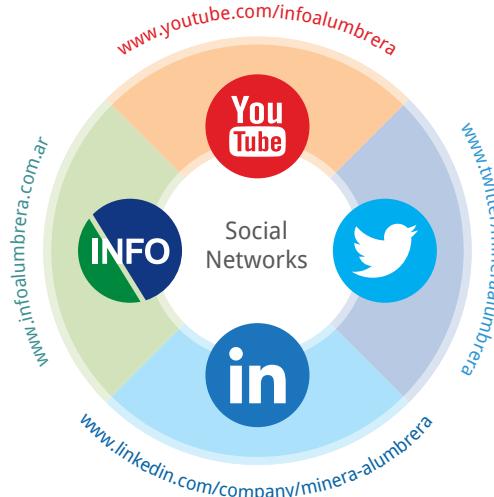 www.youtube.com/infoalumbrera
You
Tube
www.infoalumbrera.com.ar
INFO
Social
Networks
in
www.linkedin.com/company/minera-alumbrera